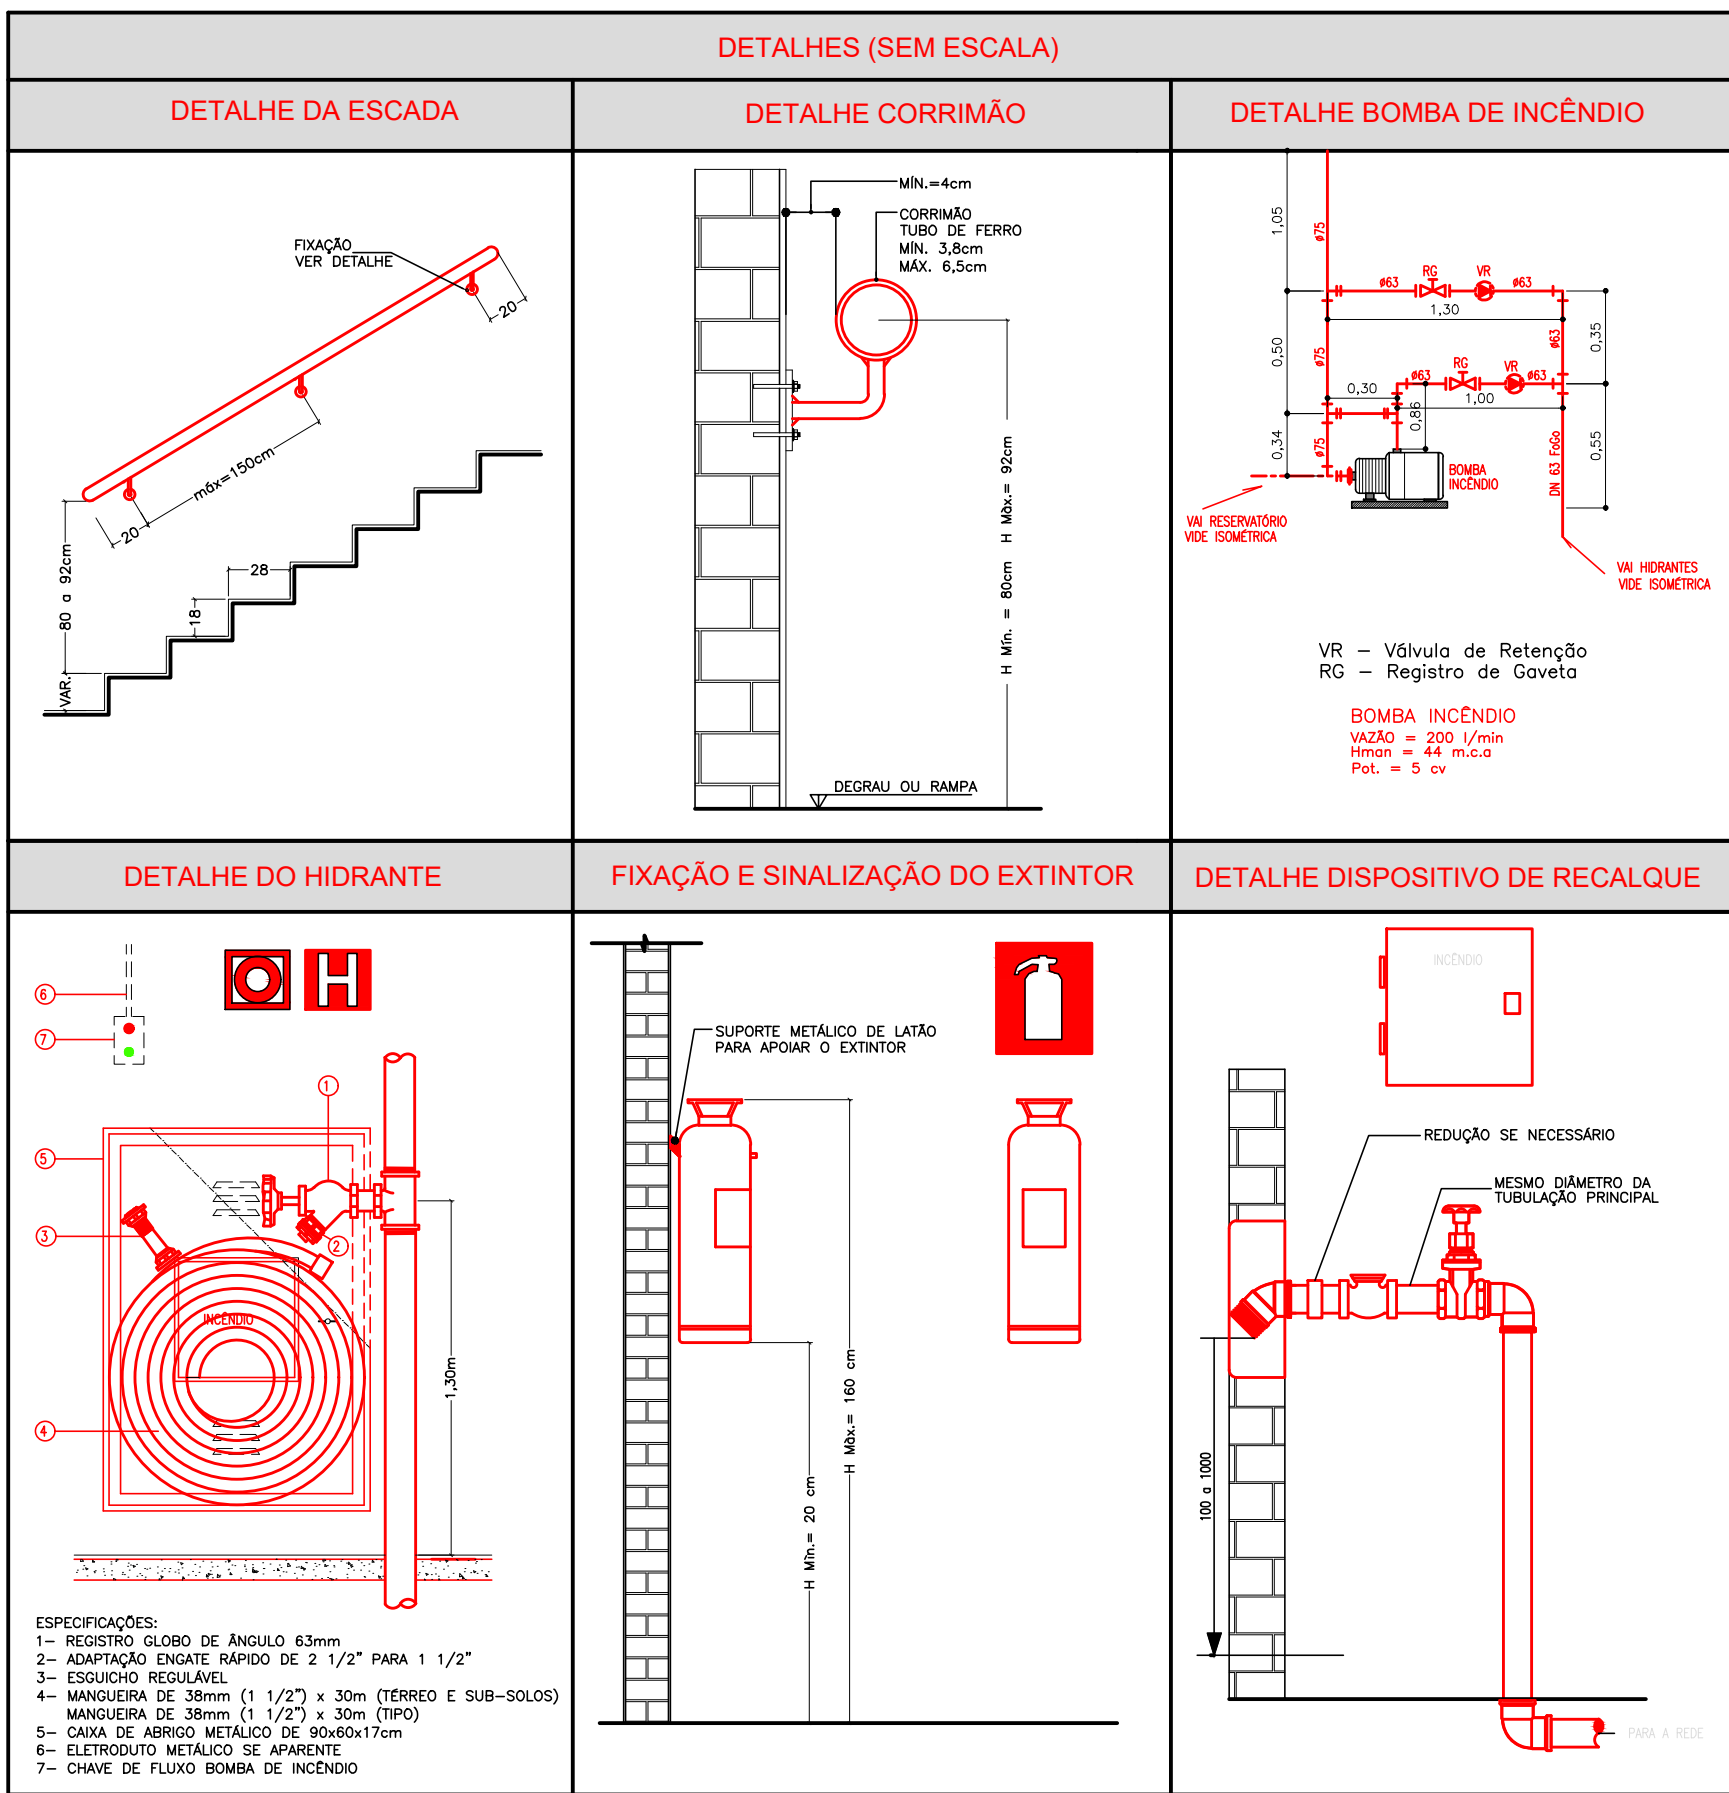 DETALHES (SEM ESCALA)
DETALHE DA ESCADA
FIXAÇÃO
VER DETALHE
20
máx=150cm
20
80 a 92cm
28
18
VAR.
DETALHE CORRIMÃO
MÍN.=4cm
CORRIMÃO
TUBO DE FERRO
MÍN. 3,8cm
MÁX. 6,5cm
H Mín. = 80cm H Máx.= 92cm
DEGRAU OU RAMPA
DETALHE BOMBA DE INCÊNDIO
1,05
ø75
RG
VR
ø63
ø63
1,30
0,50
ø75
ø63
0,35
RG
VR
ø63
ø63
0,30
1,00
0,86
0,34
ø75
DN 63 FoGo
0,55
BOMBA
INCÊNDIO
VAI RESERVATÓRIO
VIDE ISOMÉTRICA
VAI HIDRANTES
VIDE ISOMÉTRICA
VR – Válvula de Retenção
RG – Registro de Gaveta
BOMBA INCÊNDIO
VAZÃO = 200 l/min
Hman = 44 m.c.a
Pot. = 5 cv
DETALHE DO HIDRANTE
H
6
7
1
5
3
2
INCÊNDIO
4
1,30m
ESPECIFICAÇÕES:
1– REGISTRO GLOBO DE ÂNGULO 63mm
2– ADAPTAÇÃO ENGATE RÁPIDO DE 2 1/2" PARA 1 1/2"
3– ESGUICHO REGULÁVEL
4– MANGUEIRA DE 38mm (1 1/2") x 30m (TÉRREO E SUB–SOLOS)
MANGUEIRA DE 38mm (1 1/2") x 30m (TIPO)
5– CAIXA DE ABRIGO METÁLICO DE 90x60x17cm
6– ELETRODUTO METÁLICO SE APARENTE
7– CHAVE DE FLUXO BOMBA DE INCÊNDIO
FIXAÇÃO E SINALIZAÇÃO DO EXTINTOR
SUPORTE METÁLICO DE LATÃO
PARA APOIAR O EXTINTOR
H Mín.= 20 cm
H Máx.= 160 cm
DETALHE DISPOSITIVO DE RECALQUE
INCÊNDIO
REDUÇÃO SE NECESSÁRIO
MESMO DIÂMETRO DA
TUBULAÇÃO PRINCIPAL
100 a 1000
PARA A REDE